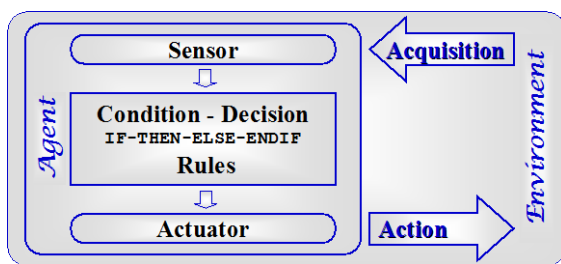 Sensor
Acquisition
Agent
Condition - Decision
IF-THEN-ELSE-ENDIF
Rules
Environment
Actuator
Action